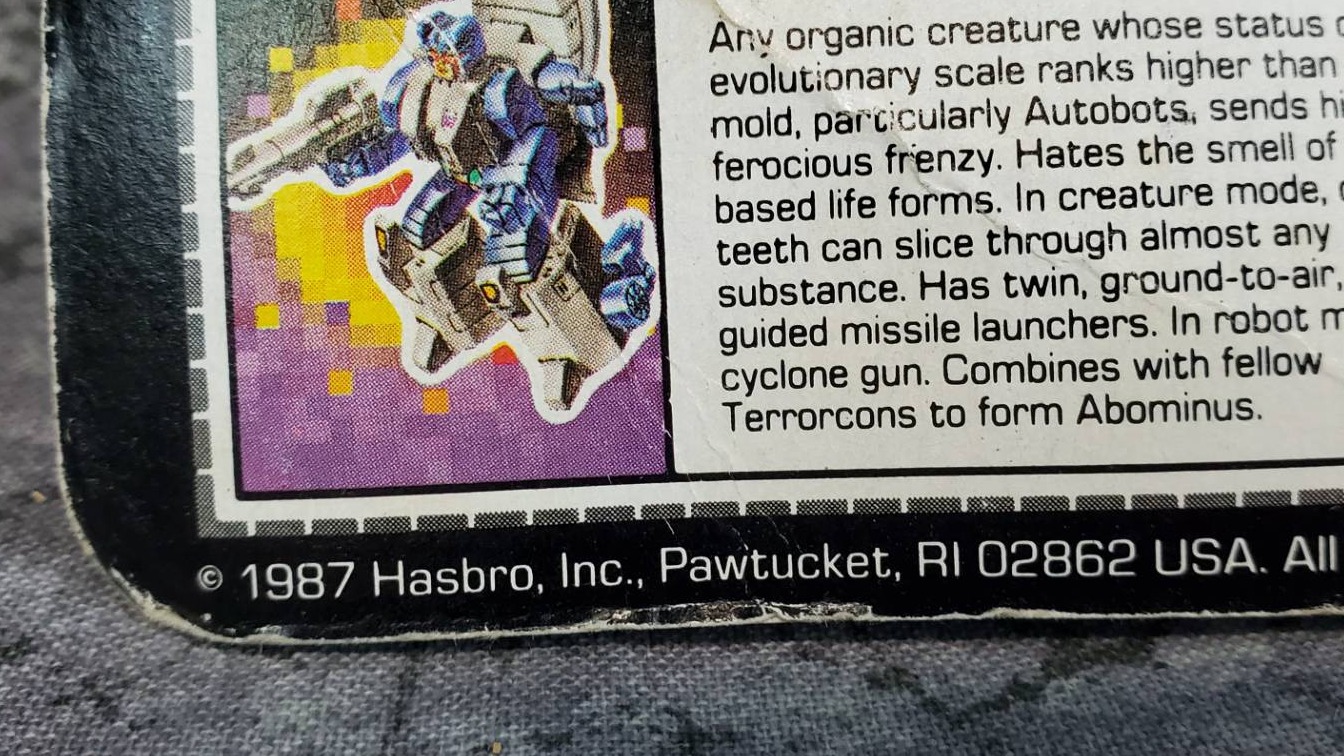 Any organic creature whose status
evolutionary scale ranks higher than
mold, particularly Autobots, sends
ferocious frenzy. Hates the smell of
based life forms. In creature mode,
teeth can slice through almost any
substance. Has twin, ground-to-air,
guided missile launchers. In robot
cyclone gun. Combines with fellow
Terrorcons to form Abominus.
© 1987 Hasbro, Inc., Pawtucket, RI 02862 USA. All